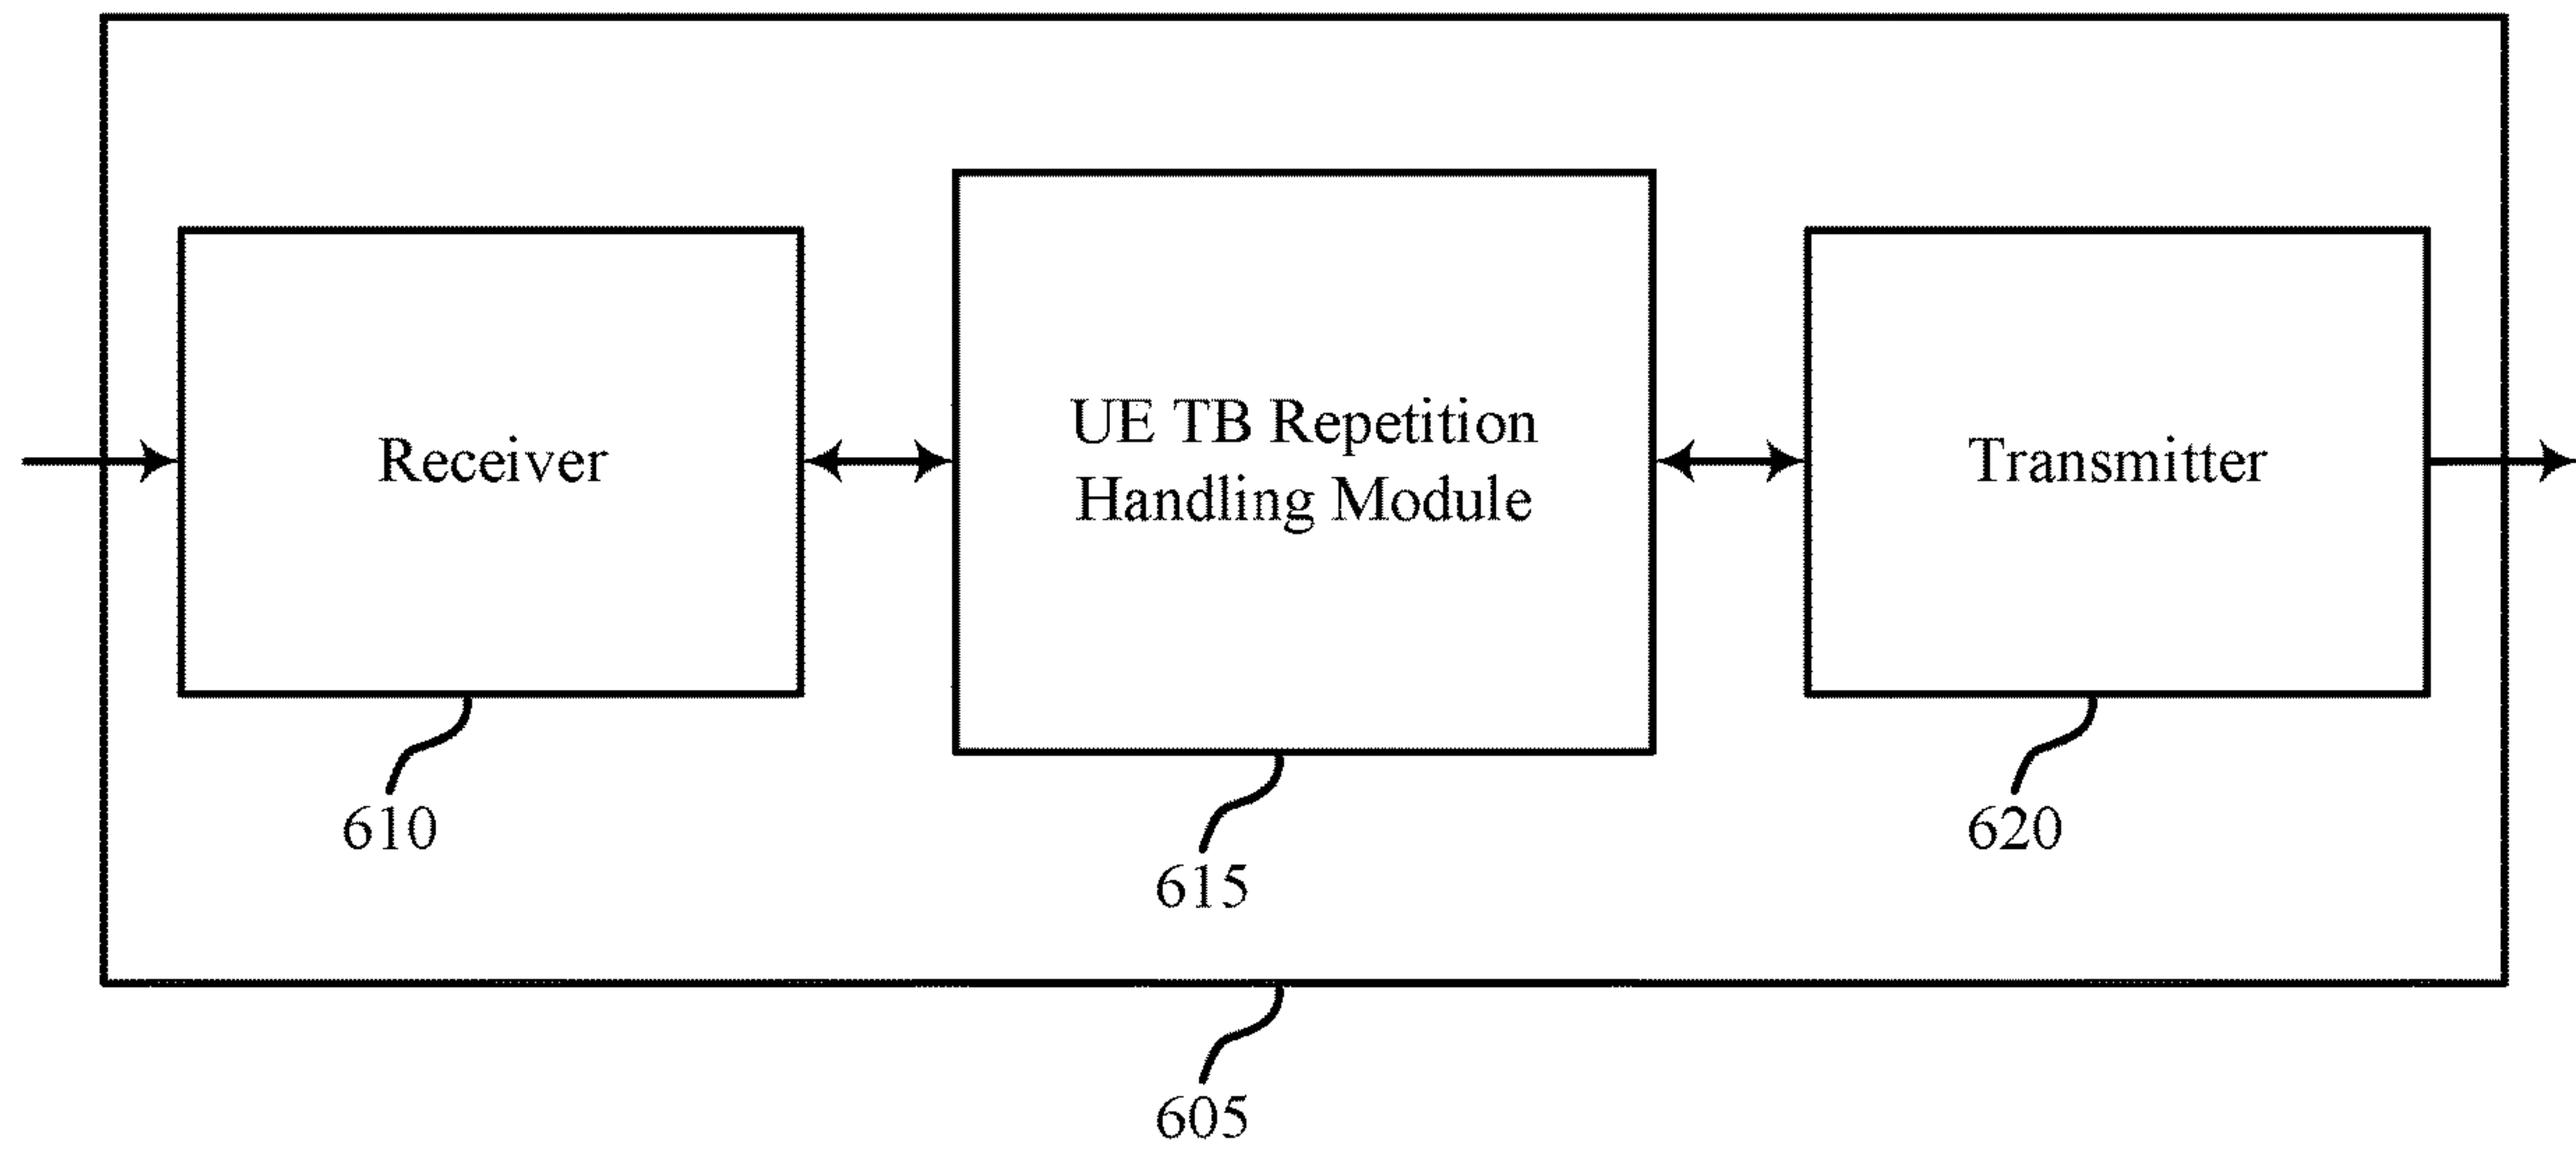 Receiver
UE TB Repetition
Handling Module
Transmitter
610
615
620
605